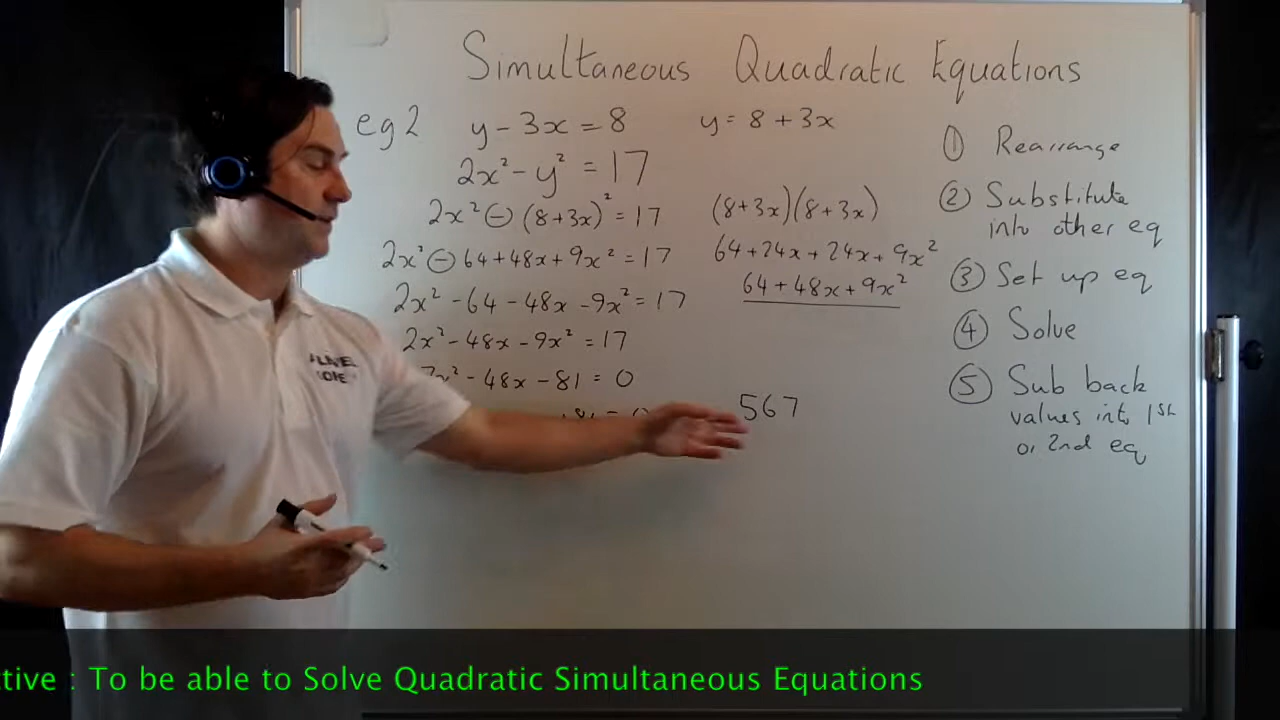 Simultaneous Quadratic Equations
eg 2 y - 3x = 8 y = 8 + 3x
2x² - y² = 17
2x² - (8+3x)² = 17 (8+3x)(8+3x)
2x² - 64+48x+9x² = 17 64+24x+24x+9x²
2x² - 64 - 48x - 9x² = 17 64+48x+9x²
2x² - 48x - 9x² = 17
7x² - 48x - 81 = 0
567
① Rearrange
② Substitute
into other eq
③ Set up eq
④ Solve
⑤ Sub back
values into 1st
or 2nd eq
tive : To be able to Solve Quadratic Simultaneous Equations